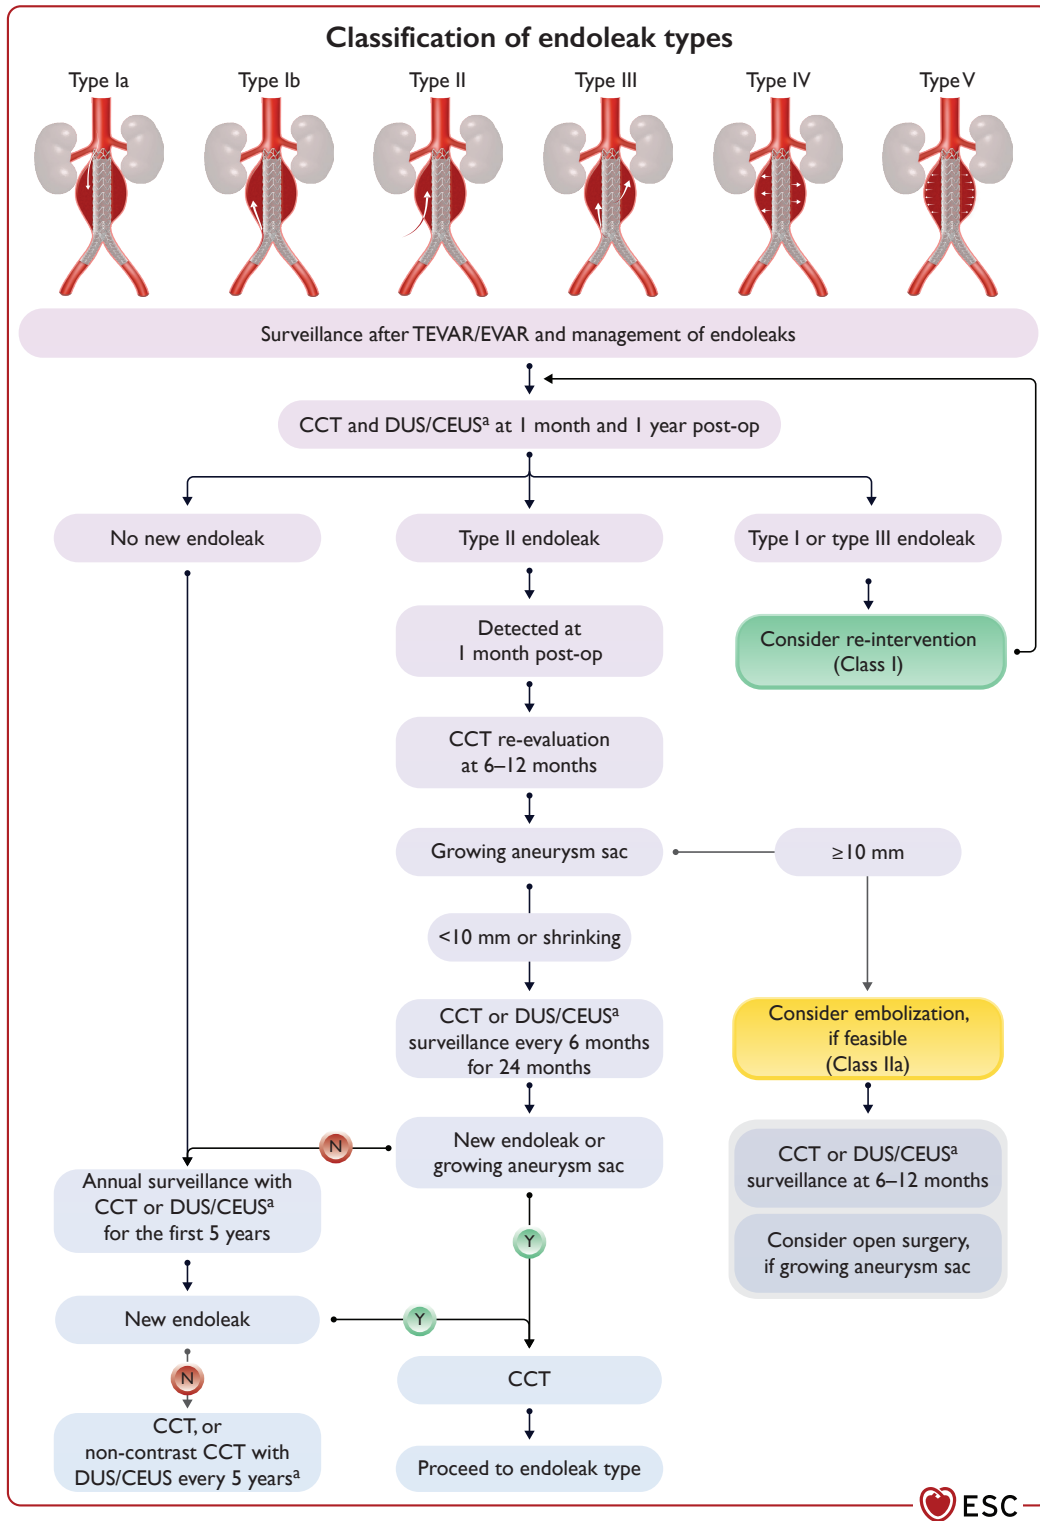 Classification of endoleak types
Type Ia
Type Ib
Type II
Type III
Type IV
Type V
Surveillance after TEVAR/EVAR and management of endoleaks
CCT and DUS/CEUSᵃ at 1 month and 1 year post-op
No new endoleak
Type II endoleak
Type I or type III endoleak
Detected at
1 month post-op
Consider re-intervention
(Class I)
CCT re-evaluation
at 6–12 months
Growing aneurysm sac
≥10 mm
<10 mm or shrinking
CCT or DUS/CEUSᵃ
surveillance every 6 months
for 24 months
Consider embolization,
if feasible
(Class IIa)
New endoleak or
growing aneurysm sac
N
Y
CCT or DUS/CEUSᵃ
surveillance at 6–12 months
Consider open surgery,
if growing aneurysm sac
Annual surveillance with
CCT or DUS/CEUSᵃ
for the first 5 years
New endoleak
Y
N
CCT
CCT, or
non-contrast CCT with
DUS/CEUS every 5 yearsᵃ
Proceed to endoleak type
ESC